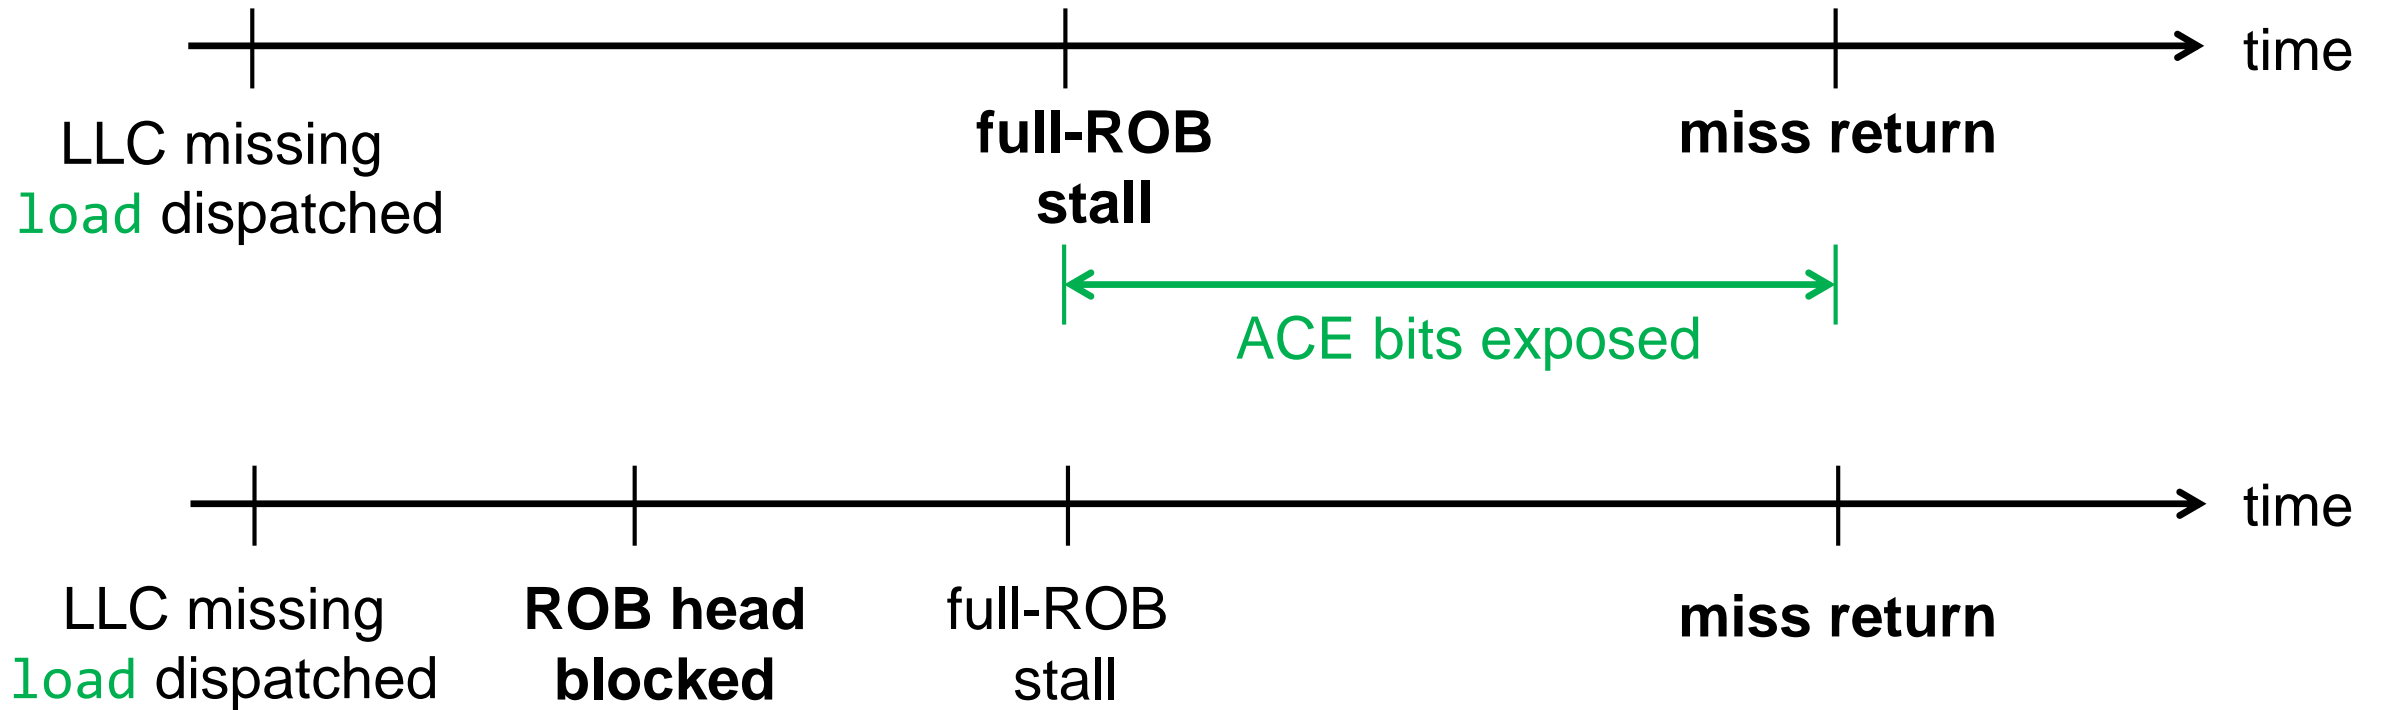 time
LLC missing
load dispatched
full-ROB
stall
miss return
ACE bits exposed
time
LLC missing
load dispatched
ROB head
blocked
full-ROB
stall
miss return